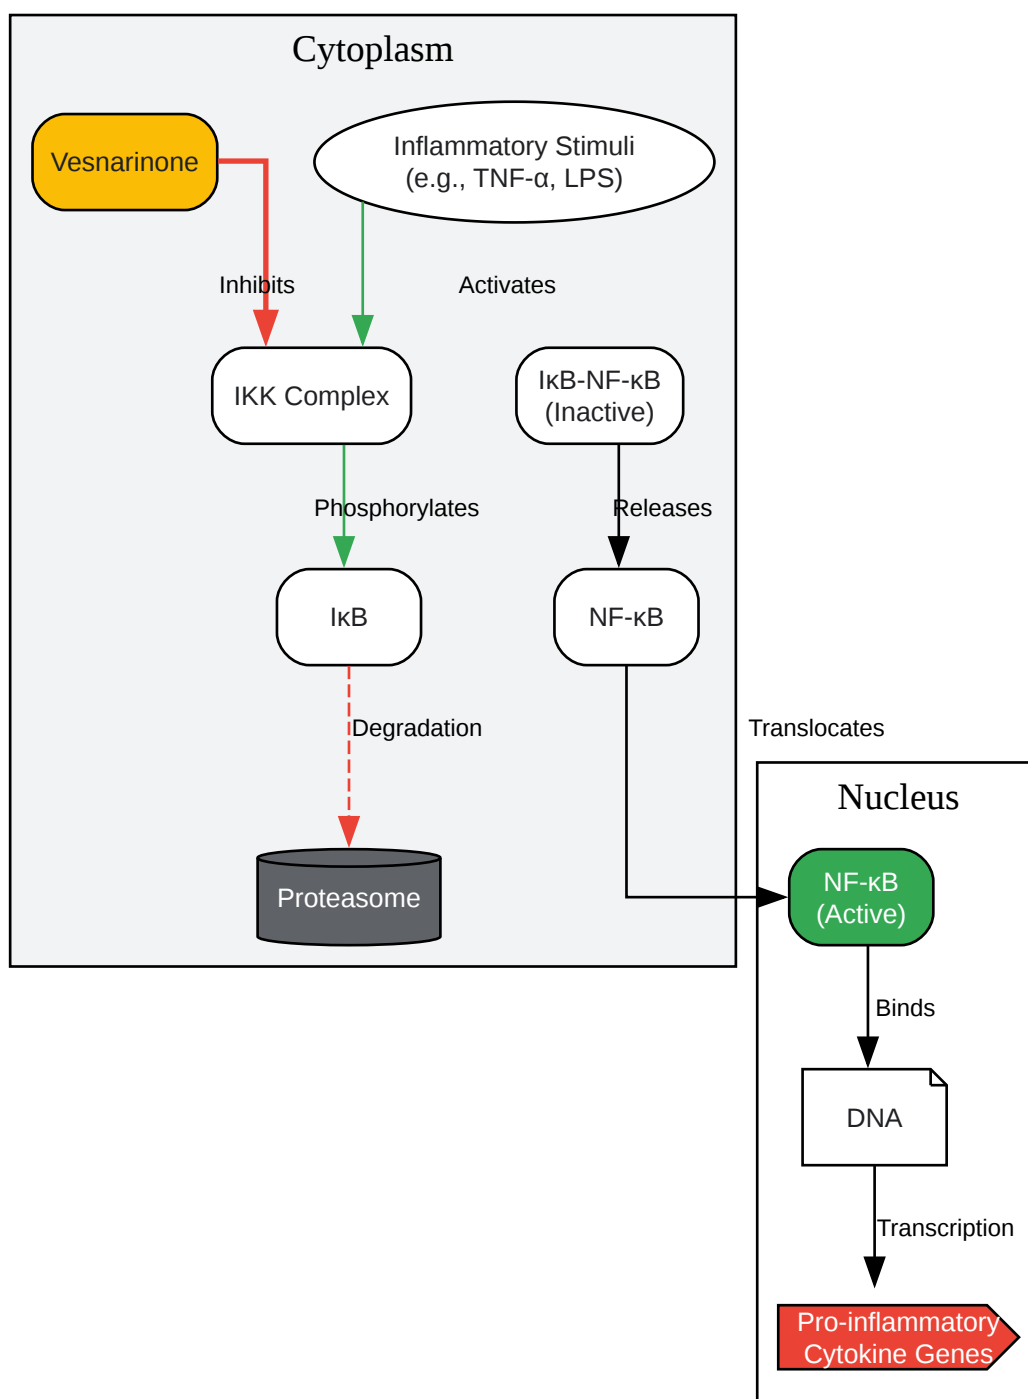 Cytoplasm
Vesnarinone
Inflammatory Stimuli
(e.g., TNF-α, LPS)
Inhibits
Activates
IKK Complex
IκB-NF-κB
(Inactive)
Phosphorylates
Releases
IκB
NF-κB
Degradation
Translocates
Nucleus
Proteasome
NF-κB
(Active)
Binds
DNA
Transcription
Pro-inflammatory
Cytokine Genes